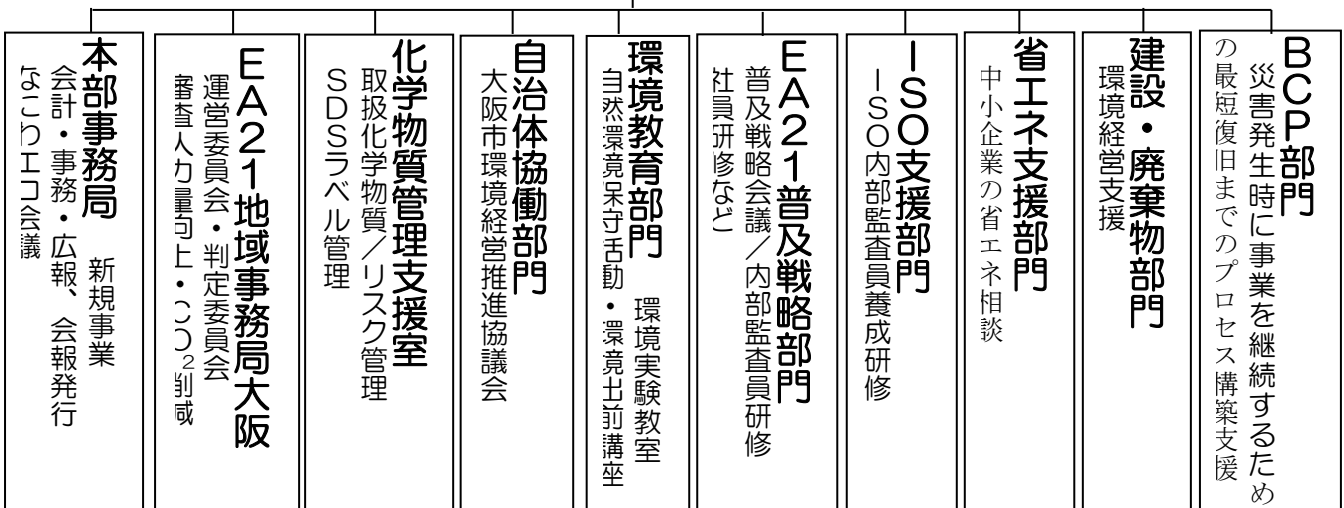 BCP部門
災害発生時に事業を継続するため
の最短復旧までのプロセス構築支援
建設・廃棄物部門
環境経営支援
省エネ支援部門
中小企業の省エネ相談
ISO支援部門
ISO内部監査員養成研修
EA21普及戦略部門
普及戦略会議/内部監査員研修
社員研修など
環境教育部門 環境実験教室
自然環境保守活動・環境出前講座
自治体協働部門
大阪市環境経営推進協議会
化学物質管理支援室
取扱化学物質/リスク管理
SDSラベル管理
EA21地域事務局大阪
運営委員会・判定委員会
審査人力量向上・CO₂削減
本部事務局 新規事業
会計・事務・広報、会報発行
なにわエコ会議